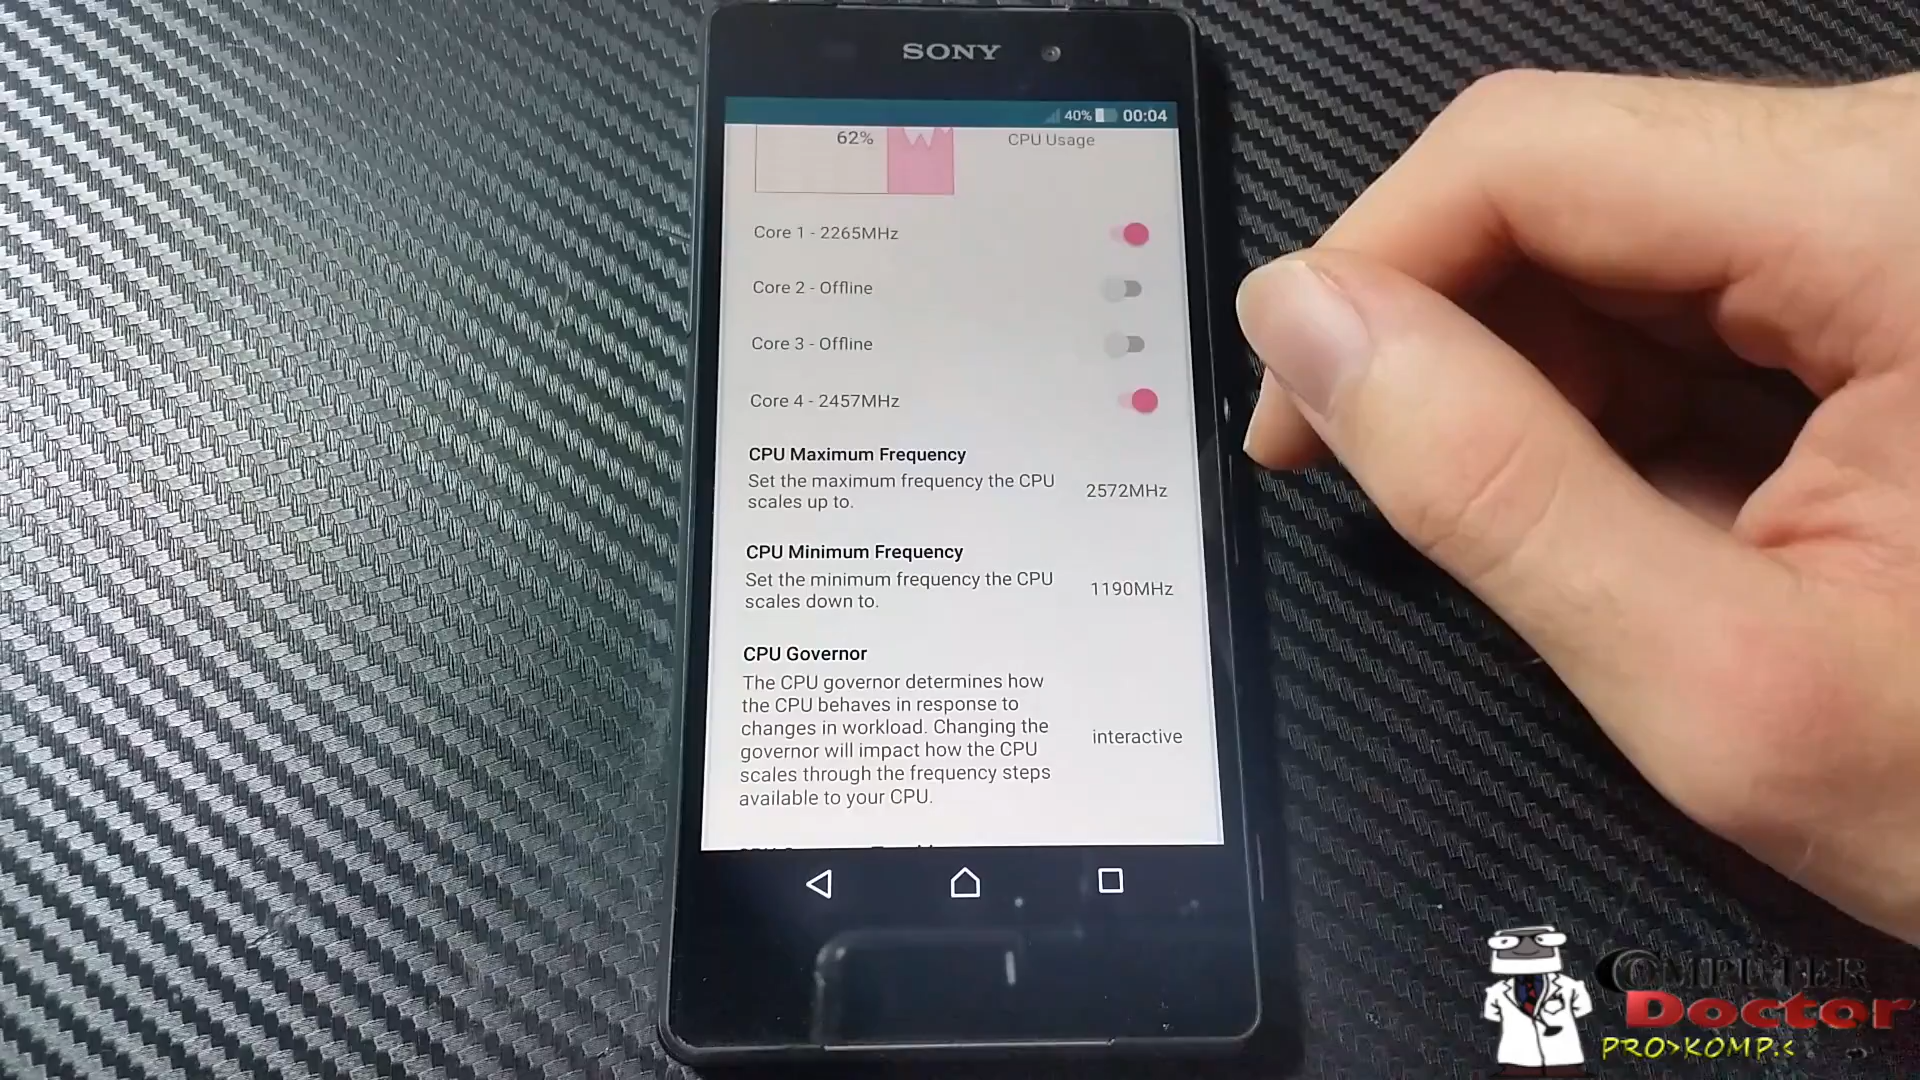 SONY
40% 00:04
62%
CPU Usage
Core 1 - 2265MHz
Core 2 - Offline
Core 3 - Offline
Core 4 - 2457MHz
CPU Maximum Frequency
Set the maximum frequency the CPU
scales up to.
2572MHz
CPU Minimum Frequency
Set the minimum frequency the CPU
scales down to.
1190MHz
CPU Governor
The CPU governor determines how
the CPU behaves in response to
changes in workload. Changing the
governor will impact how the CPU
scales through the frequency steps
available to your CPU.
interactive
COMPUTER
Doctor
PRO>KOMP:<